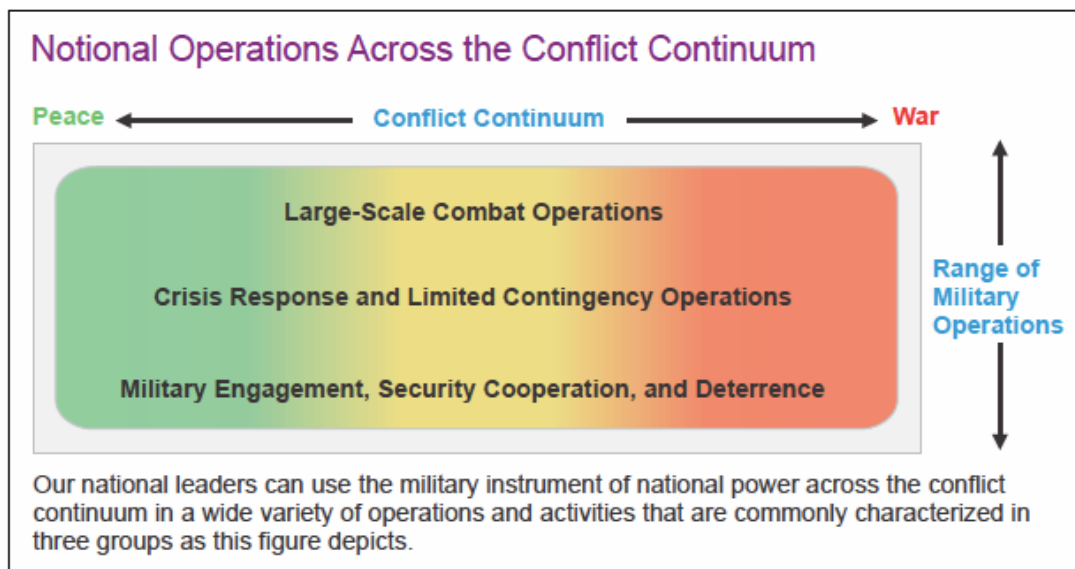 Notional Operations Across the Conflict Continuum
Peace
Conflict Continuum
War
Large-Scale Combat Operations
Crisis Response and Limited Contingency Operations
Military Engagement, Security Cooperation, and Deterrence
Range of
Military
Operations
Our national leaders can use the military instrument of national power across the conflict
continuum in a wide variety of operations and activities that are commonly characterized in
three groups as this figure depicts.